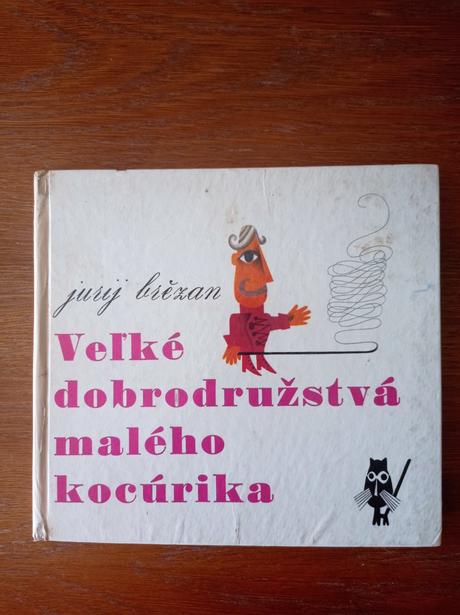 jurij brězan
Veľké
dobrodružstvá
malého
kocúrika